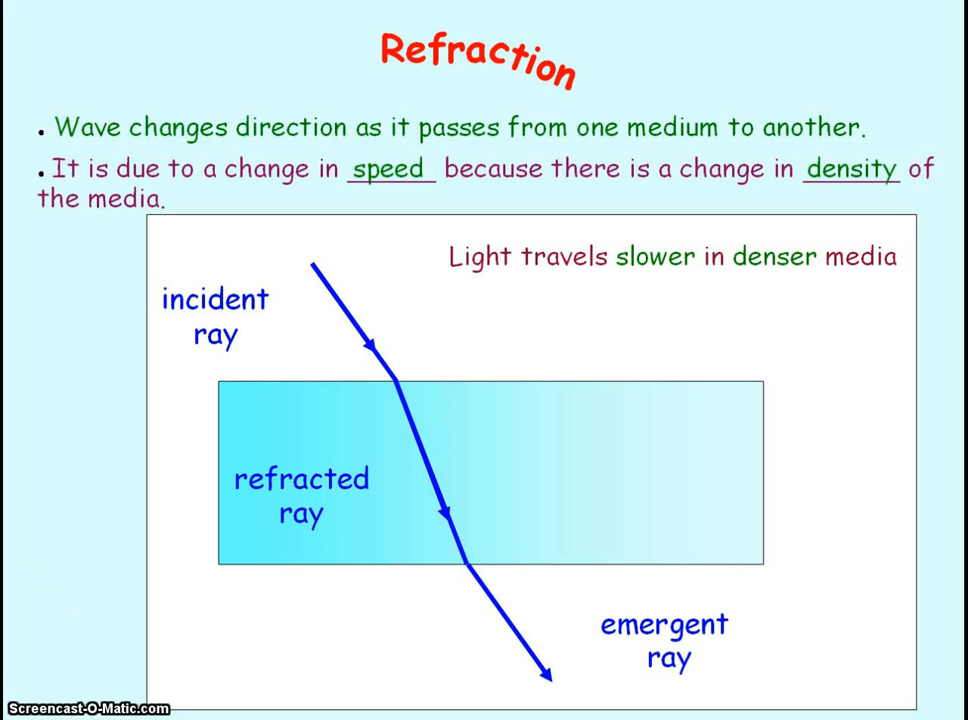 Refraction
. Wave changes direction as it passes from one medium to another.
. It is due to a change in speed because there is a change in density of
the media.
Light travels slower in denser media
incident
ray
refracted
ray
emergent
ray
Screencast-O-Matic.com